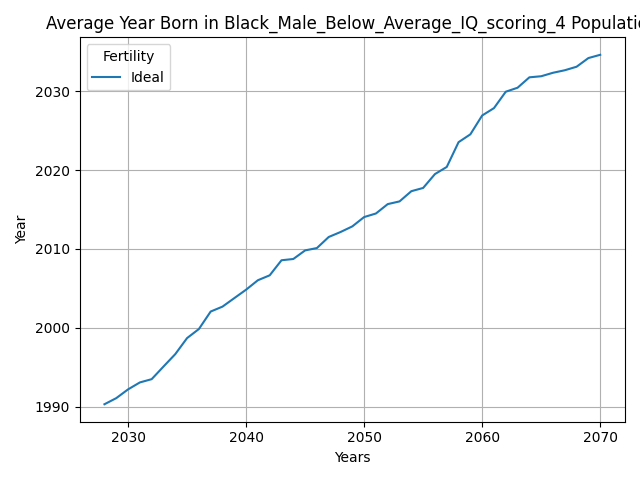 Average Year Born in Black_Male_Below_Average_IQ_scoring_4 Populatio
Fertility
Ideal
2030
2020
2010
2000
1990
Year
2030
2040
2050
2060
2070
Years